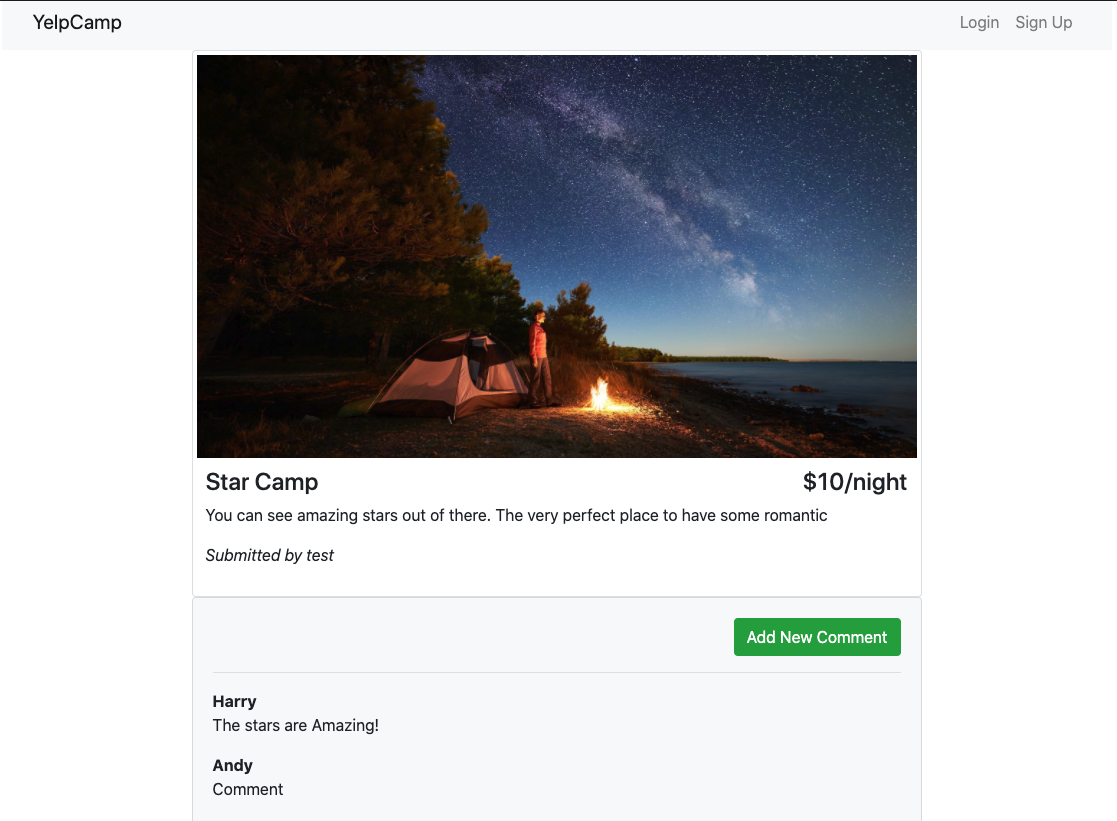 YelpCamp
Login Sign Up
Star Camp $10/night
You can see amazing stars out of there. The very perfect place to have some romantic
Submitted by test
Add New Comment
Harry
The stars are Amazing!
Andy
Comment